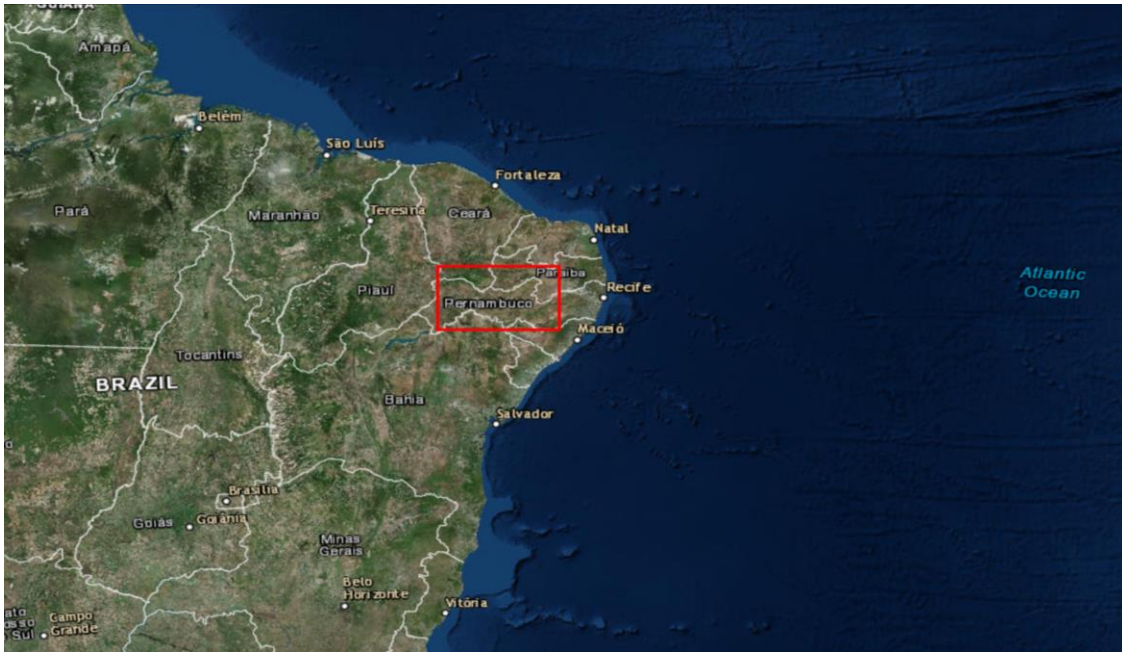 Amapá
Belém
São Luís
Fortaleza
Pará
Maranhão
Teresina
Ceará
Natal
Paraíba
Piauí
Pernambuco
Recife
Atlantic
Ocean
Maceió
Tocantins
BRAZIL
Bahia
Salvador
Brasília
Goiás
Goiânia
Minas
Gerais
Belo
Horizonte
Vitória
Campo
Grande
Sul